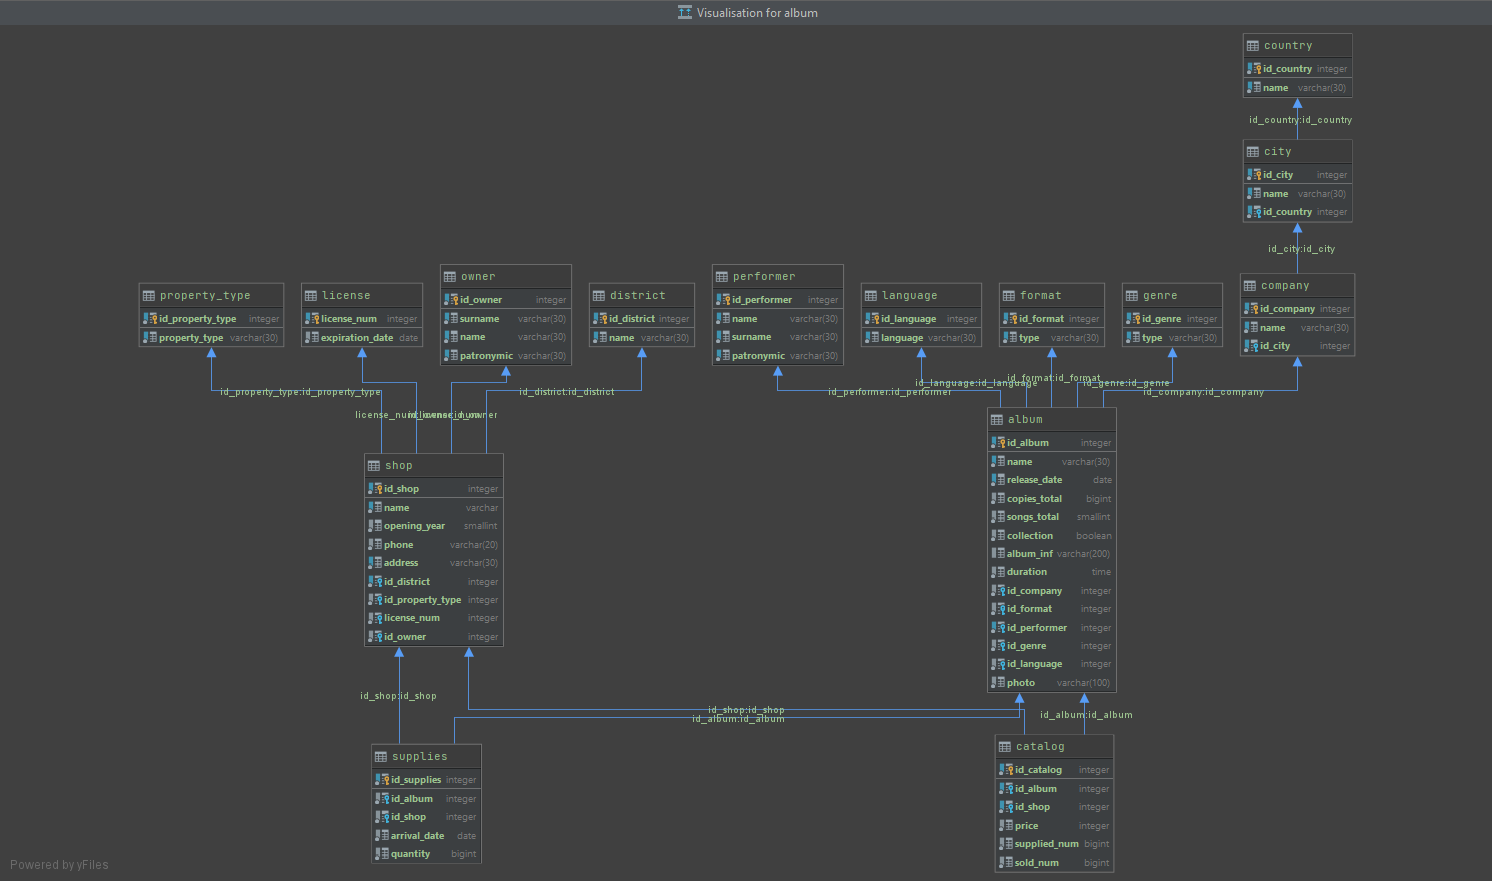 Visualisation for album
country
id_country integer
name varchar(30)
id_country:id_country
city
id_city integer
name varchar(30)
id_country integer
id_city:id_city
company
id_company integer
name varchar(30)
id_city integer
property_type
id_property_type integer
property_type varchar(30)
license
license_num integer
expiration_date date
owner
id_owner integer
surname varchar(30)
name varchar(30)
patronymic varchar(30)
district
id_district integer
name varchar(30)
performer
id_performer integer
name varchar(30)
surname varchar(30)
patronymic varchar(30)
language
id_language integer
language varchar(30)
format
id_format integer
type varchar(30)
genre
id_genre integer
type varchar(30)
id_property_type:id_property_type
license_num:license_num
id_owner:id_owner
id_district:id_district
id_performer:id_performer
id_language:id_language
id_format:id_format
id_genre:id_genre
id_company:id_company
shop
id_shop integer
name varchar
opening_year smallint
phone varchar(20)
address varchar(30)
id_district integer
id_property_type integer
license_num integer
id_owner integer
album
id_album integer
name varchar(30)
release_date date
copies_total bigint
songs_total smallint
collection boolean
album_inf varchar(200)
duration time
id_company integer
id_format integer
id_performer integer
id_genre integer
id_language integer
photo varchar(100)
id_shop:id_shop
id_shop:id_shop
id_album:id_album
id_album:id_album
supplies
id_supplies integer
id_album integer
id_shop integer
arrival_date date
quantity bigint
catalog
id_catalog integer
id_album integer
id_shop integer
price integer
supplied_num bigint
sold_num bigint
Powered by yFiles